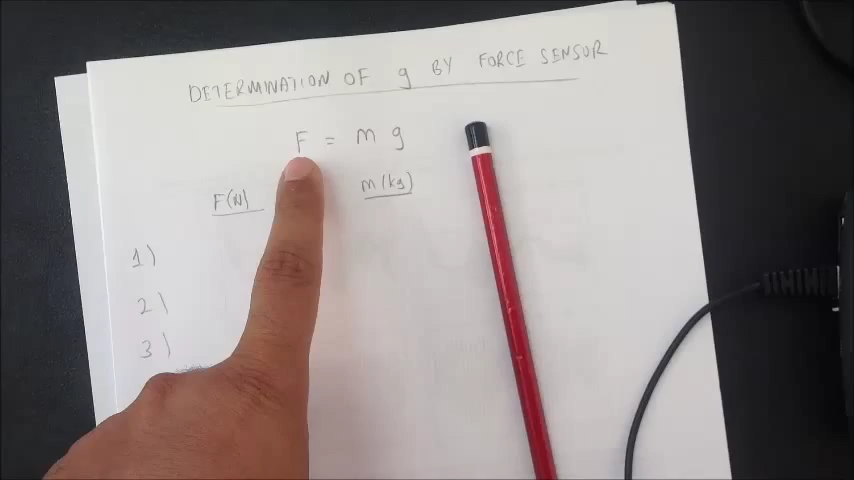 DETERMINATION OF g BY FORCE SENSOR
F = m g
F(N) m(kg)
1)
2)
3)